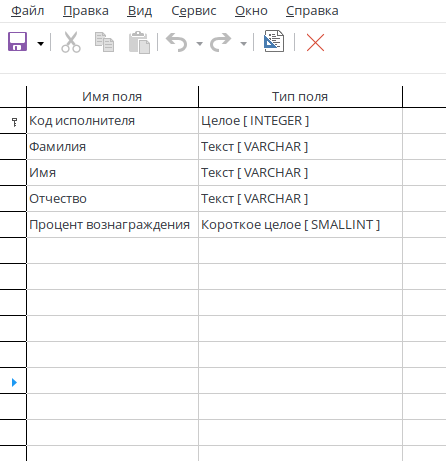 Файл Правка Вид Сервис Окно Справка
Имя поля Тип поля
Код исполнителя Целое [ INTEGER ]
Фамилия Текст [ VARCHAR ]
Имя Текст [ VARCHAR ]
Отчество Текст [ VARCHAR ]
Процент вознаграждения Короткое целое [ SMALLINT ]